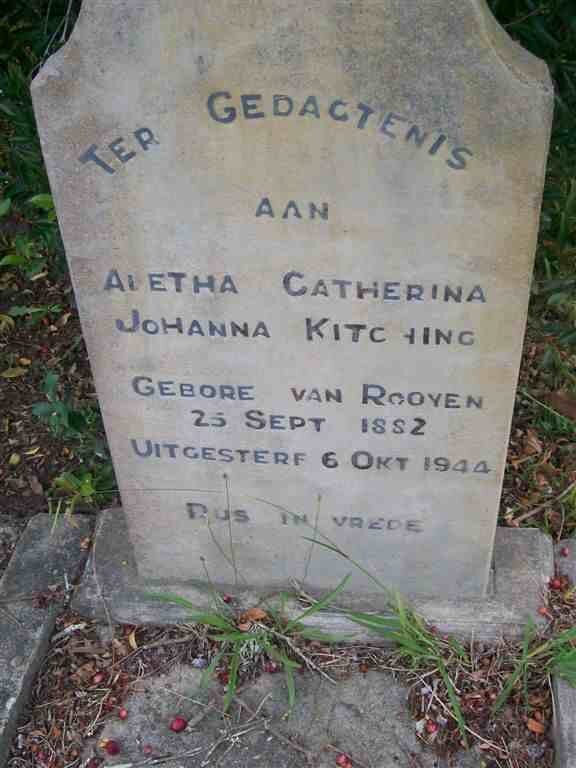 TER GEDAGTENIS
AAN
ALETHA CATHERINA
JOHANNA KITCHING
GEBORE VAN ROOYEN
25 SEPT 1882
UITGESTERF 6 OKT 1944
RUS IN VREDE